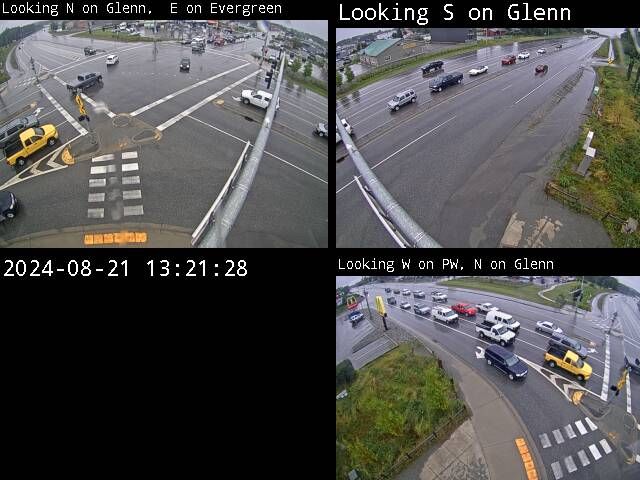 Looking N on Glenn,  E on Evergreen
Looking S on Glenn
2024-08-21 13:21:28
Looking W on PW, N on Glenn